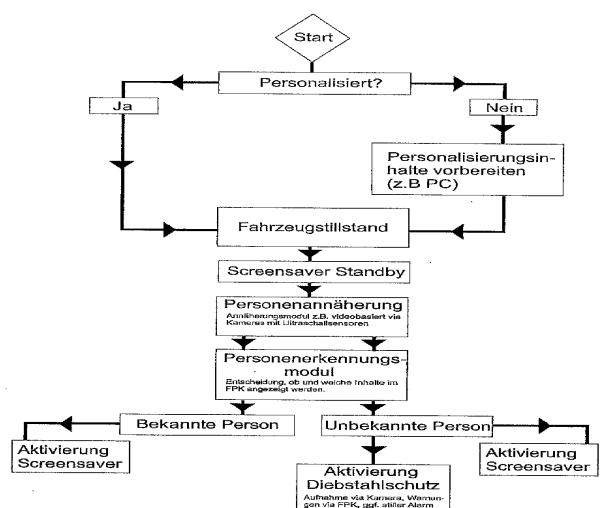 Start
Personalisiert?
Ja
Nein
Personalisierungsin-
halte vorbereiten
(z.B PC)
Fahrzeugstillstand
Screensaver Standby
Personenannäherung
Annäherungsmodul z.B. videobasiert via
Kameras mit Ultraschallsensoren
Personenerkennungs-
modul
Entscheidung, ob und welche Inhalte im
FPK angezeigt werden.
Bekannte Person
Unbekannte Person
Aktivierung
Screensaver
Aktivierung
Diebstahlschutz
Aufnahme via Kamera, Warnun-
gen via FPK, ggf. stiller Alarm
Aktivierung
Screensaver